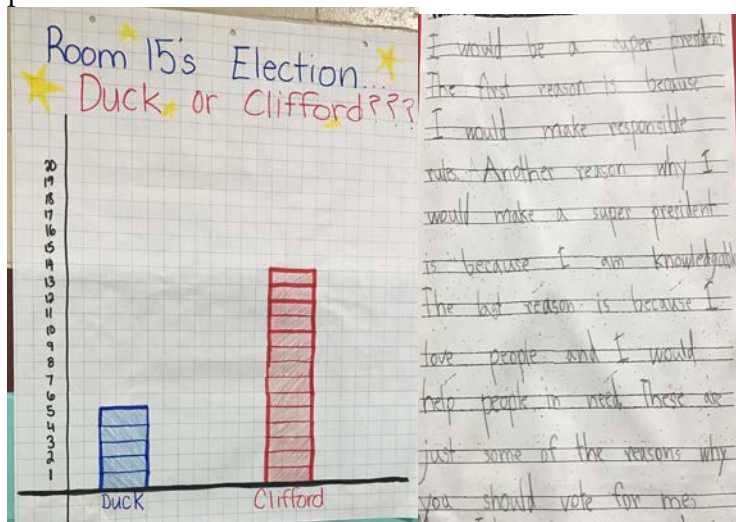 Room 15's Election...
Duck or Clifford???
20
19
18
17
16
15
14
13
12
11
10
9
8
7
6
5
4
3
2
1
Duck
Clifford
I would be a super president
The first reason is because
I would make responsible
rules. Another reason why I
would make a super president
is because I am knowledgable
The last reason is because I
love people and I would
help people in need. These are
just some of the reasons why
you should vote for me.